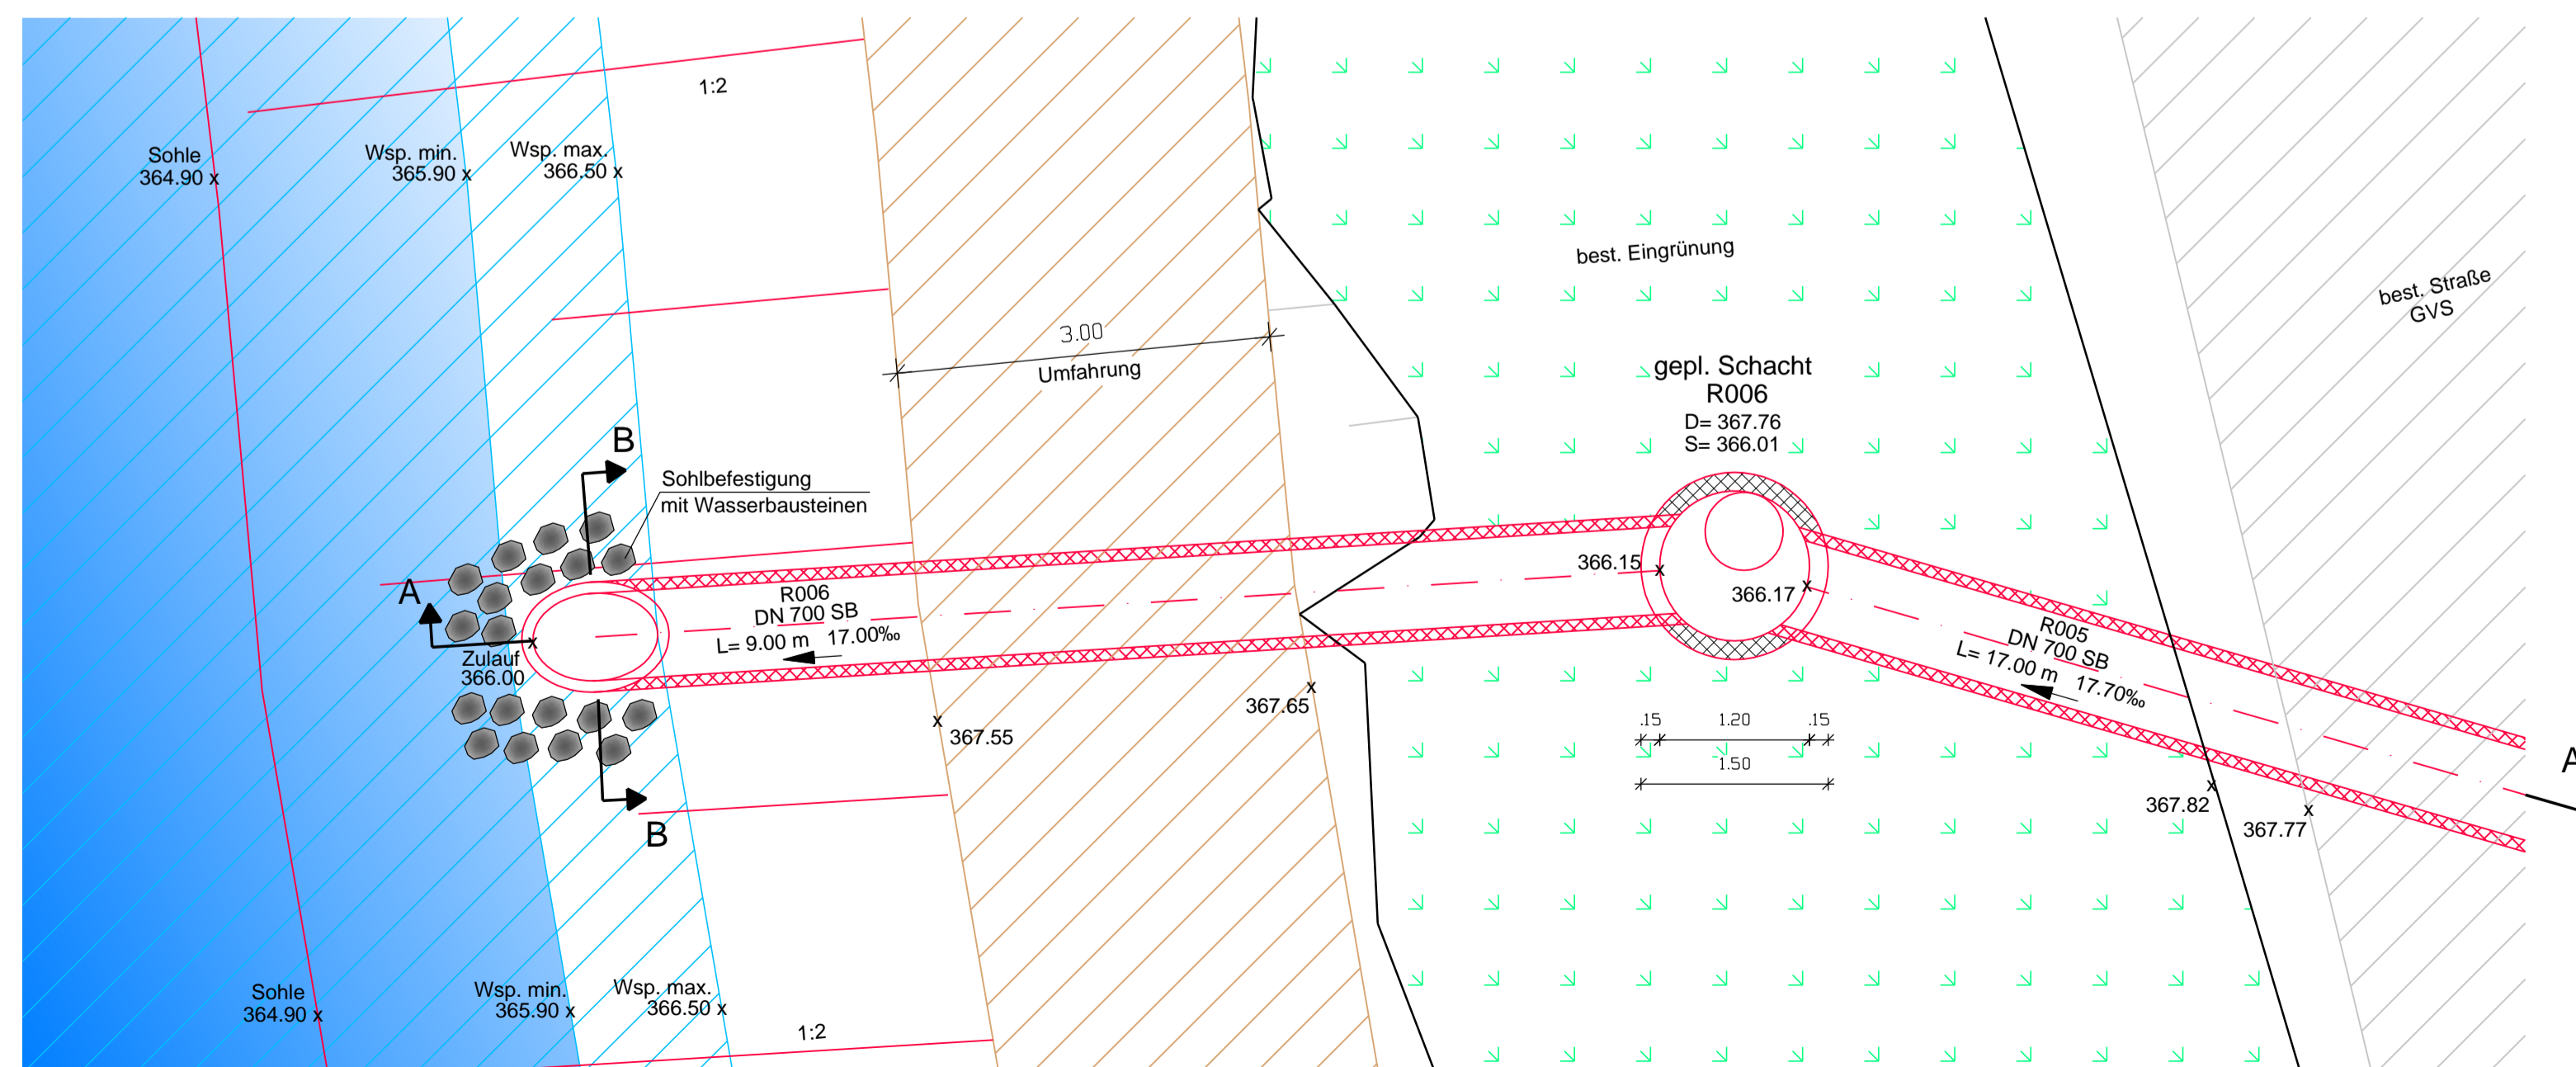 1:2
Sohle
364.90 x
Wsp. min.
365.90 x
Wsp. max.
366.50 x
best. Eingrünung
best. Straße
GVS
3.00
Umfahrung
gepl. Schacht
R006
D= 367.76
S= 366.01
B
Sohlbefestigung
mit Wasserbausteinen
A
Zulauf
366.00
x
R006
DN 700 SB
L= 9.00 m 17.00‰
366.15 x
366.17 x
R005
DN 700 SB
L= 17.00 m 17.70‰
x
367.55
x
367.65
.15 1.20 .15
1.50
x
367.82
x
367.77
A
B
Sohle
364.90 x
Wsp. min.
365.90 x
Wsp. max.
366.50 x
1:2